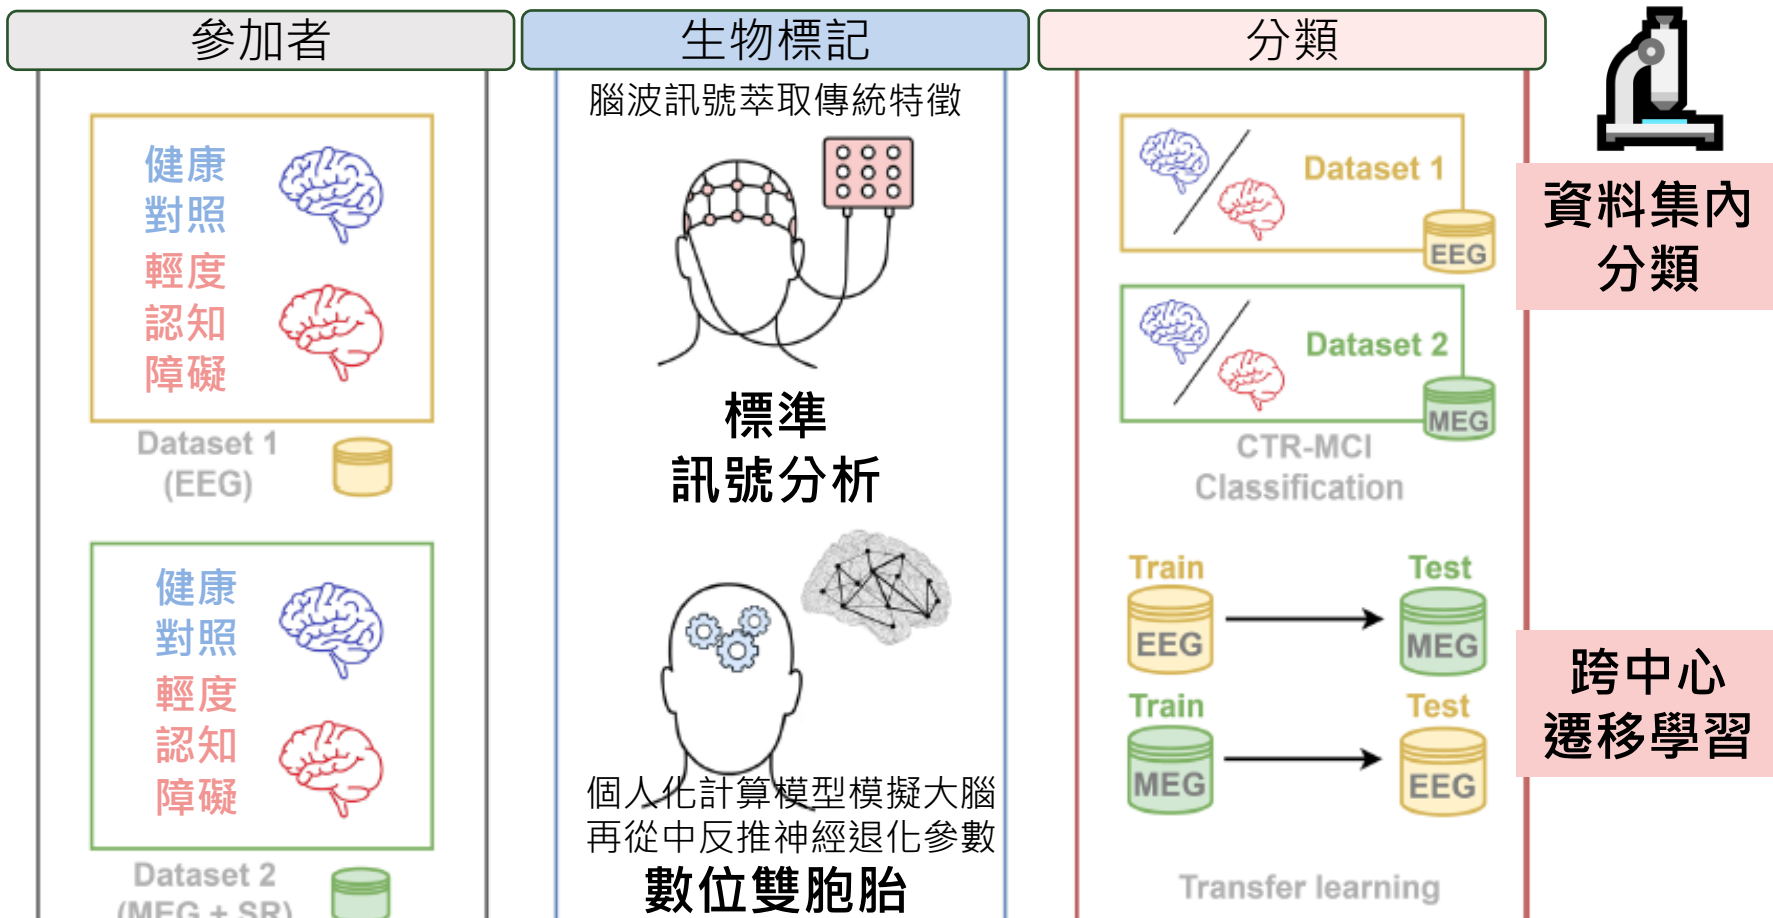 參加者
健康
對照
輕度
認知
障礙
Dataset 1
(EEG)
健康
對照
輕度
認知
障礙
Dataset 2
(MEG + SR)
生物標記
腦波訊號萃取傳統特徵
標準
訊號分析
個人化計算模型模擬大腦
再從中反推神經退化參數
數位雙胞胎
分類
Dataset 1
EEG
Dataset 2
MEG
CTR-MCI
Classification
Train
Test
EEG
MEG
Train
Test
MEG
EEG
Transfer learning
資料集內
分類
跨中心
遷移學習